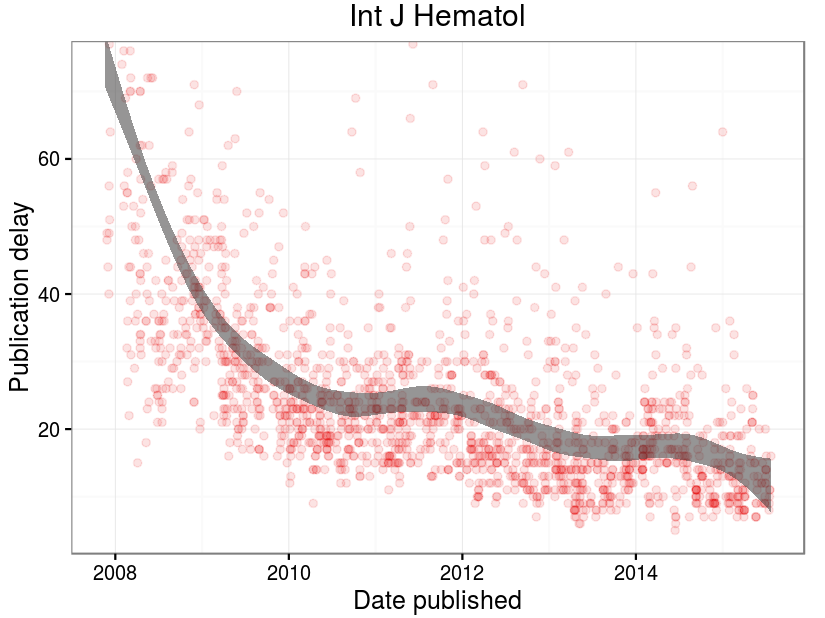 Int J Hematol
Publication delay
60
40
20
2008 2010 2012 2014
Date published